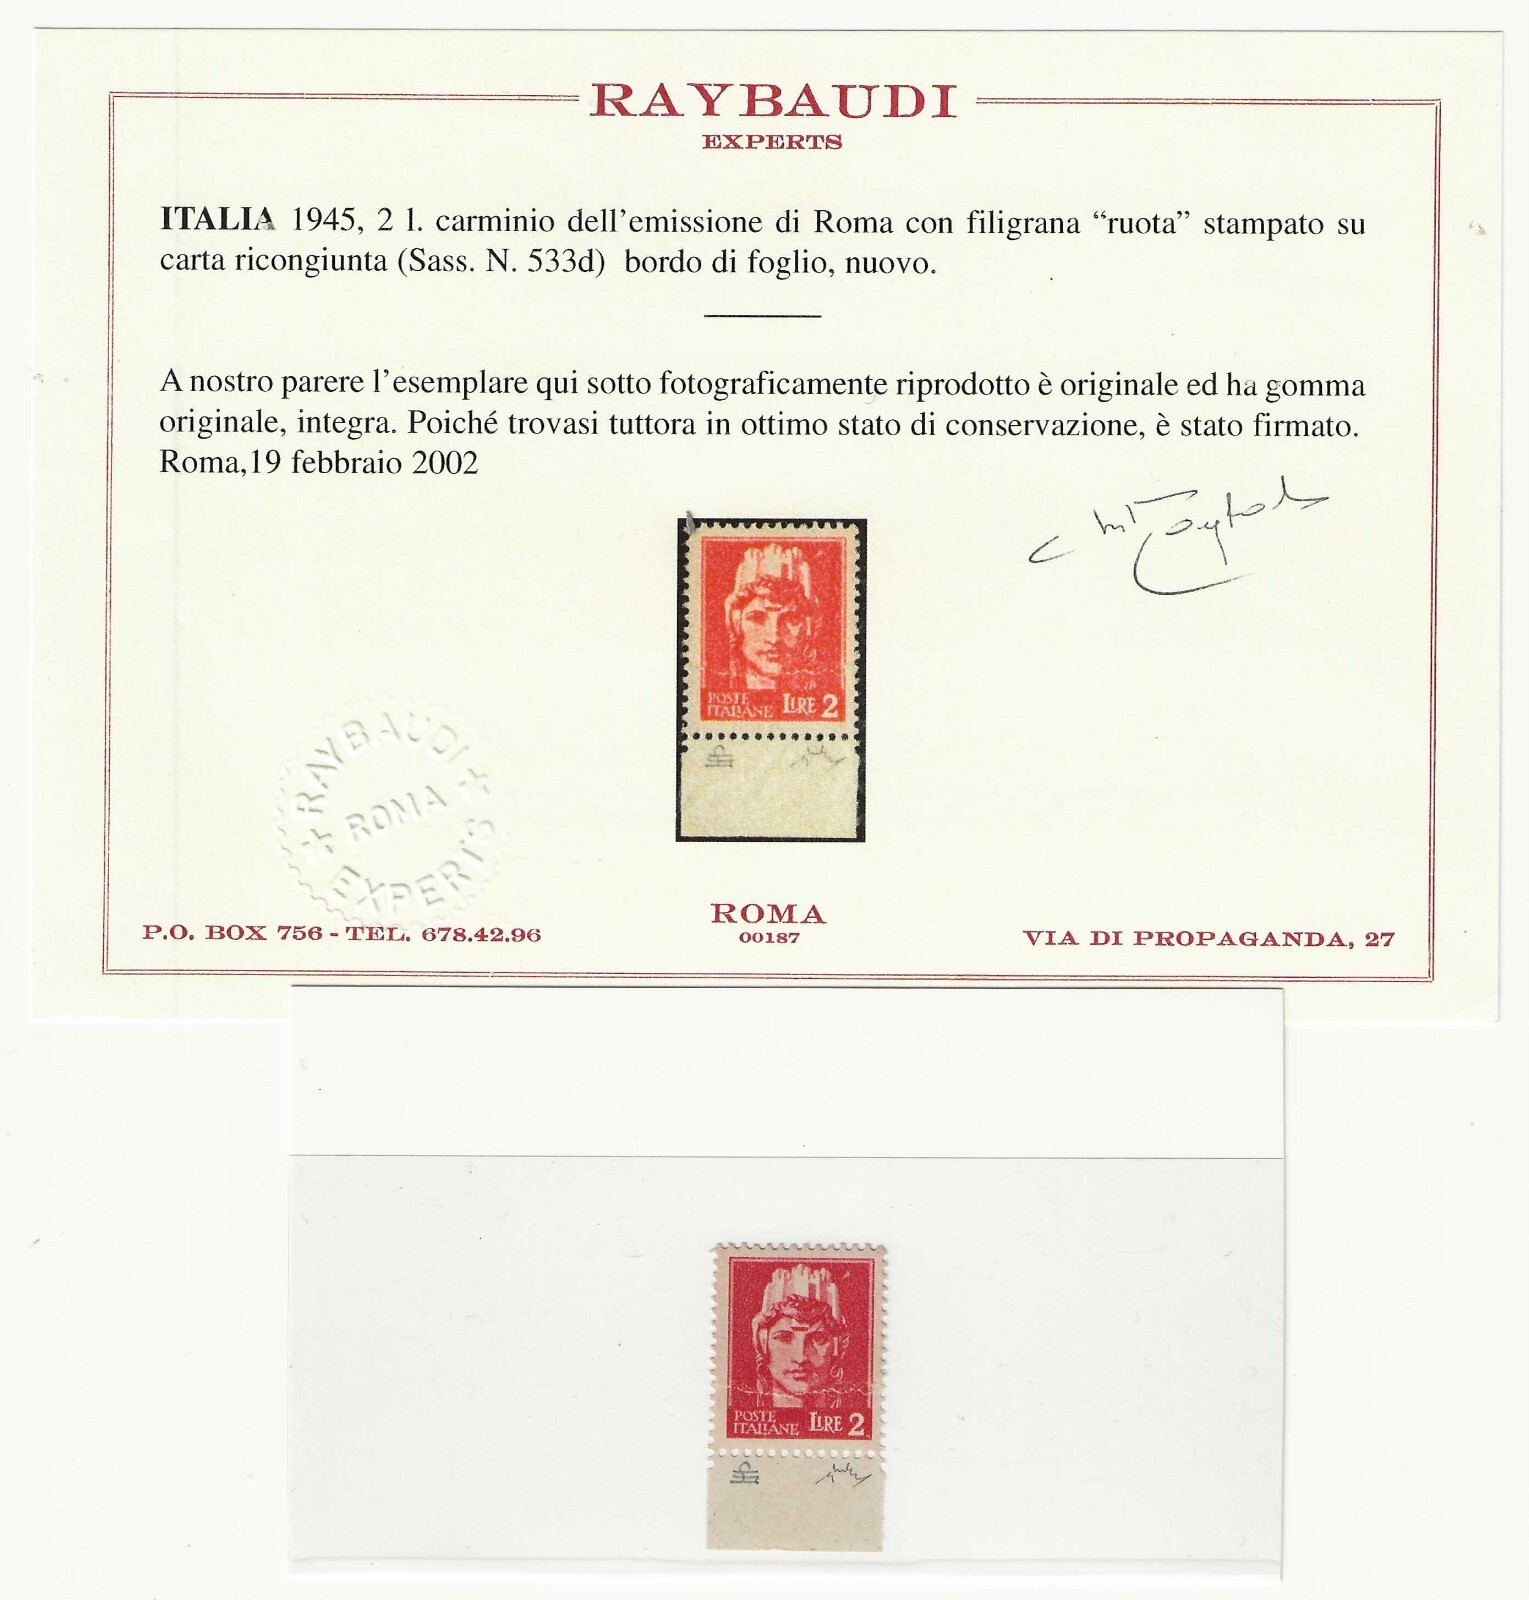 RAYBAUDI
EXPERTS
ITALIA 1945, 2 l. carminio dell'emissione di Roma con filigrana “ruota” stampato su
carta ricongiunta (Sass. N. 533d) bordo di foglio, nuovo.
A nostro parere l'esemplare qui sotto fotograficamente riprodotto è originale ed ha gomma
originale, integra. Poiché trovasi tuttora in ottimo stato di conservazione, è stato firmato.
Roma,19 febbraio 2002
POSTE
ITALIANE LIRE 2
RAYBAUDI
ROMA
EXPERTS
ROMA
00187
P.O. BOX 756 - TEL. 678.42.96
VIA DI PROPAGANDA, 27
POSTE
ITALIANE LIRE 2